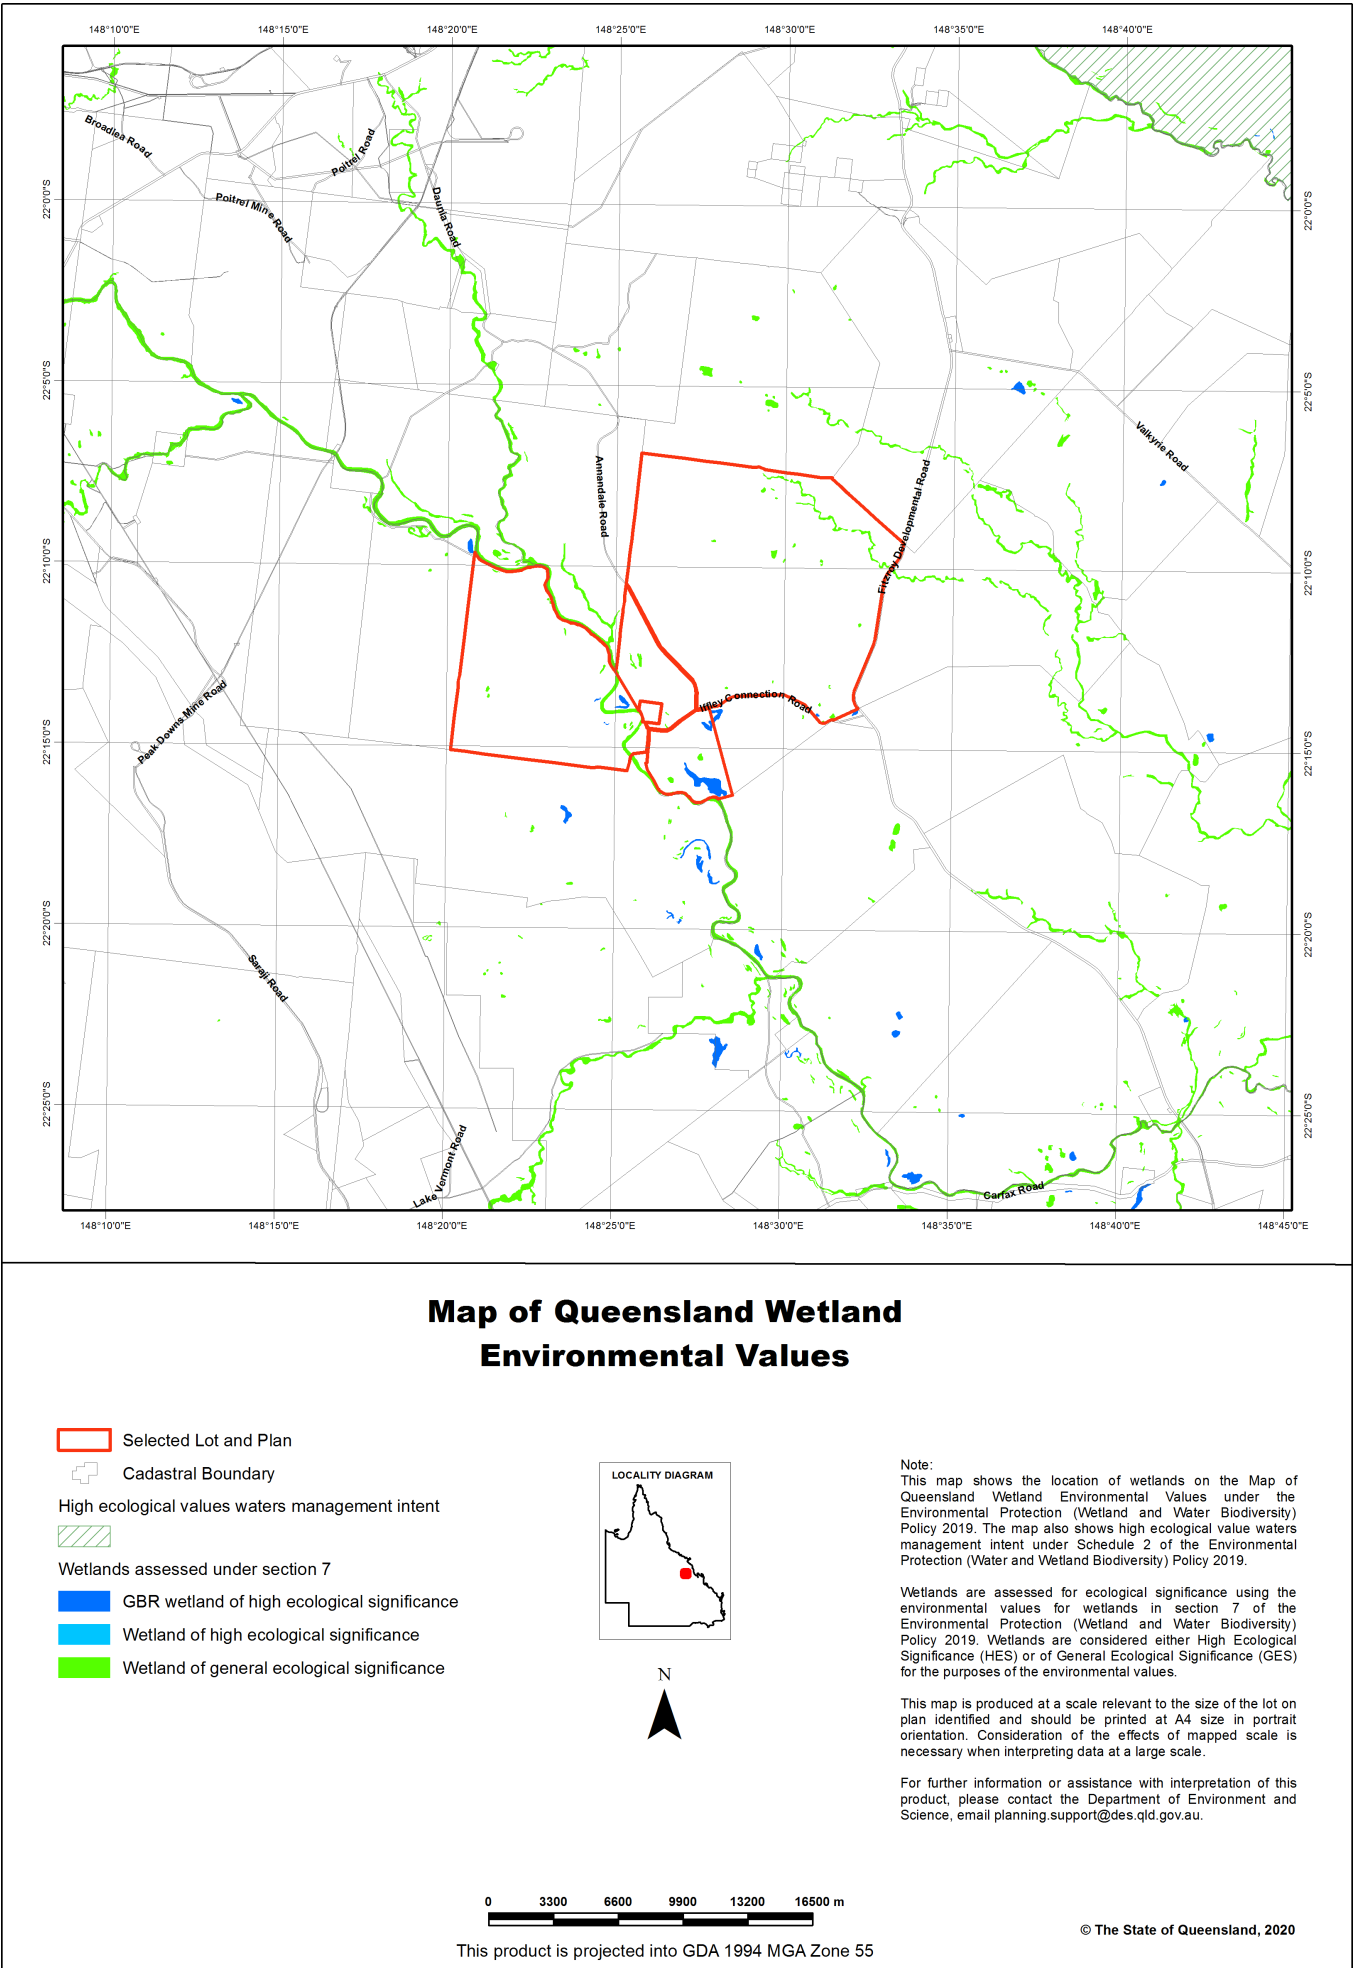 148°10'0"E 148°15'0"E 148°20'0"E 148°25'0"E 148°30'0"E 148°35'0"E 148°40'0"E
Broadlea Road
Poitrel Road
Poitrel Mine Road
Daunia Road
22°0'0"S 22°0'0"S
22°5'0"S 22°5'0"S
Valkyrie Road
Annandale Road
Fitzroy Developmental Road
22°10'0"S 22°10'0"S
Peak Downs Mine Road
Iffley Connection Road
22°15'0"S 22°15'0"S
22°20'0"S 22°20'0"S
Saraji Road
22°25'0"S 22°25'0"S
Lake Vermont Road
Carfax Road
148°10'0"E 148°15'0"E 148°20'0"E 148°25'0"E 148°30'0"E 148°35'0"E 148°40'0"E 148°45'0"E
Map of Queensland Wetland
Environmental Values
Selected Lot and Plan
Cadastral Boundary
High ecological values waters management intent
Wetlands assessed under section 7
GBR wetland of high ecological significance
Wetland of high ecological significance
Wetland of general ecological significance
LOCALITY DIAGRAM
N
Note:
This map shows the location of wetlands on the Map of
Queensland Wetland Environmental Values under the
Environmental Protection (Wetland and Water Biodiversity)
Policy 2019. The map also shows high ecological value waters
management intent under Schedule 2 of the Environmental
Protection (Water and Wetland Biodiversity) Policy 2019.
Wetlands are assessed for ecological significance using the
environmental values for wetlands in section 7 of the
Environmental Protection (Wetland and Water Biodiversity)
Policy 2019. Wetlands are considered either High Ecological
Significance (HES) or of General Ecological Significance (GES)
for the purposes of the environmental values.
This map is produced at a scale relevant to the size of the lot on
plan identified and should be printed at A4 size in portrait
orientation. Consideration of the effects of mapped scale is
necessary when interpreting data at a large scale.
For further information or assistance with interpretation of this
product, please contact the Department of Environment and
Science, email planning.support@des.qld.gov.au.
0 3300 6600 9900 13200 16500 m
This product is projected into GDA 1994 MGA Zone 55
© The State of Queensland, 2020